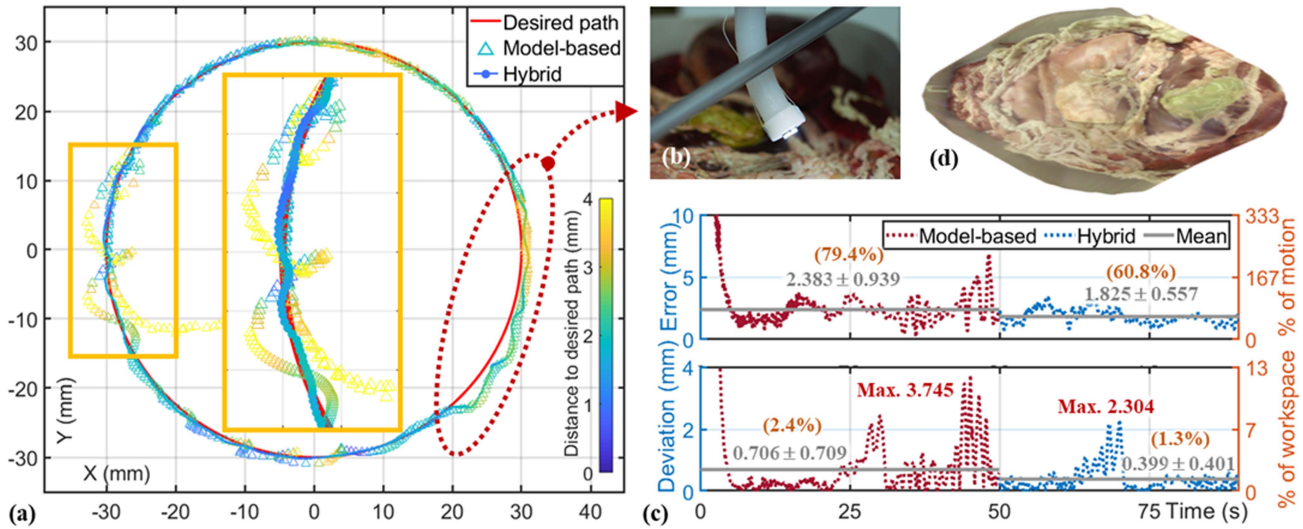 Desired path
Model-based
Hybrid
30
20
10
0
-10
-20
-30
Y (mm)
X (mm)
-40
-30
-20
-10
0
10
20
30
40
Distance to desired path (mm)
4
3
2
1
0
(a)
(b)
(d)
Model-based
Hybrid
Mean
Error (mm)
10
5
0
(79.4%)
2.383 ± 0.939
(60.8%)
1.825 ± 0.557
333
167
0
% of motion
Deviation (mm)
4
2
0
(2.4%)
0.706 ± 0.709
Max. 3.745
Max. 2.304
(1.3%)
0.399 ± 0.401
13
7
0
% of workspace
(c)
0
25
50
75
Time (s)